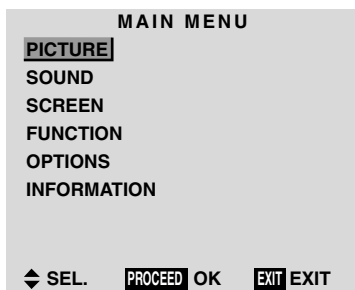 MAIN MENU
PICTURE
SOUND
SCREEN
FUNCTION
OPTIONS
INFORMATION
SEL. PROCEED OK EXIT EXIT